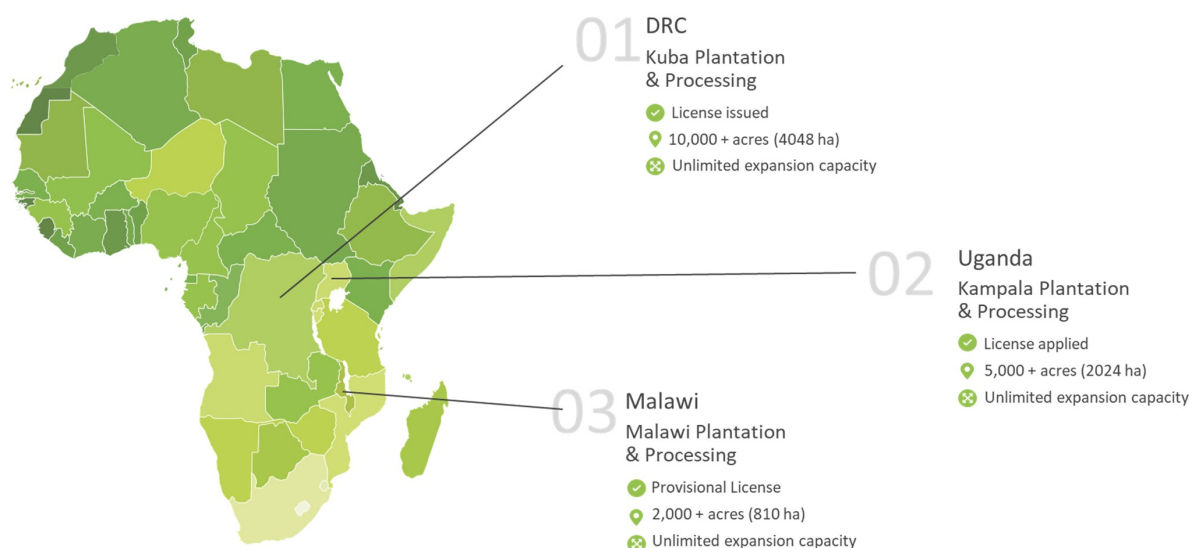 01
DRC
Kuba Plantation
& Processing
License issued
10,000 + acres (4048 ha)
Unlimited expansion capacity
02
Uganda
Kampala Plantation
& Processing
License applied
5,000 + acres (2024 ha)
Unlimited expansion capacity
03
Malawi
Malawi Plantation
& Processing
Provisional License
2,000 + acres (810 ha)
Unlimited expansion capacity